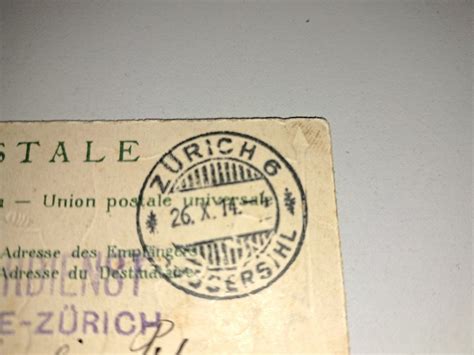 STALE
ZÜRICH 6
— Union postale universelle
26. X. 14.
Adresse des Empfängers
Adresse du Destinataire
AUSSERSIHL
DIENST
E-ZÜRICH